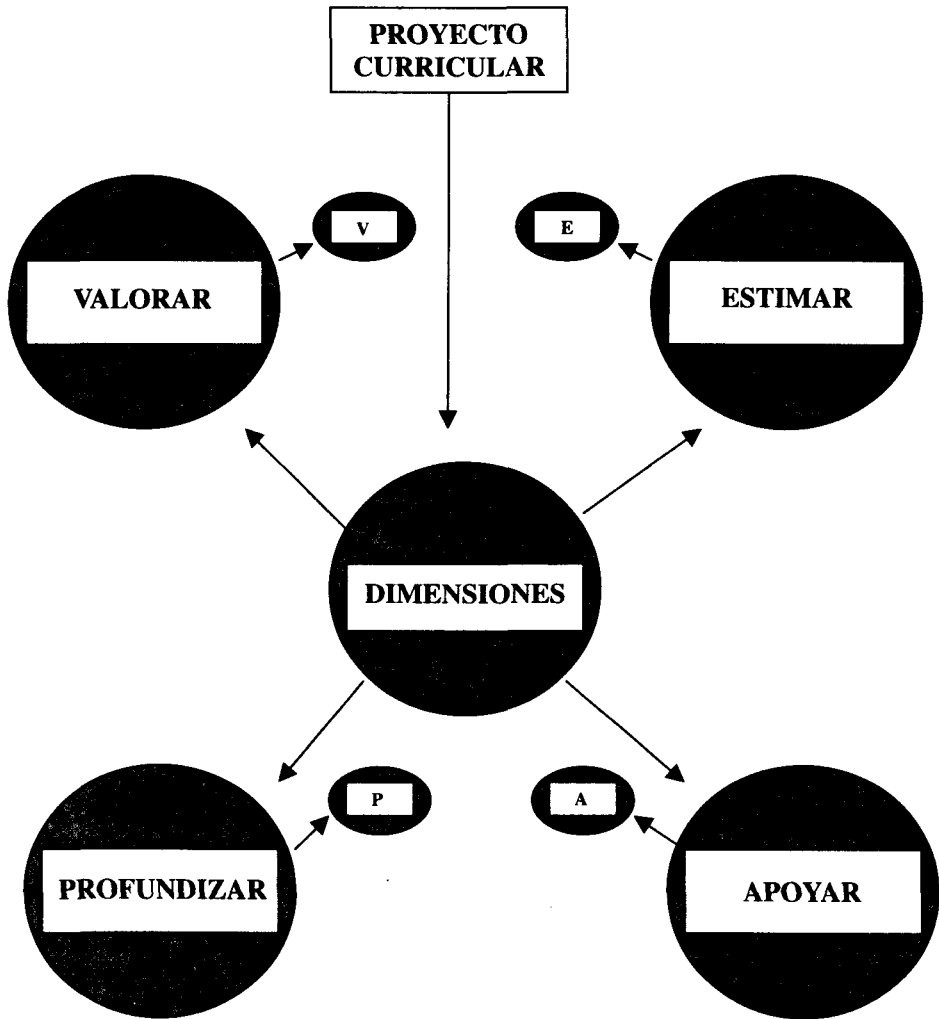 PROYECTO
CURRICULAR
V
E
VALORAR
ESTIMAR
DIMENSIONES
P
A
PROFUNDIZAR
APOYAR